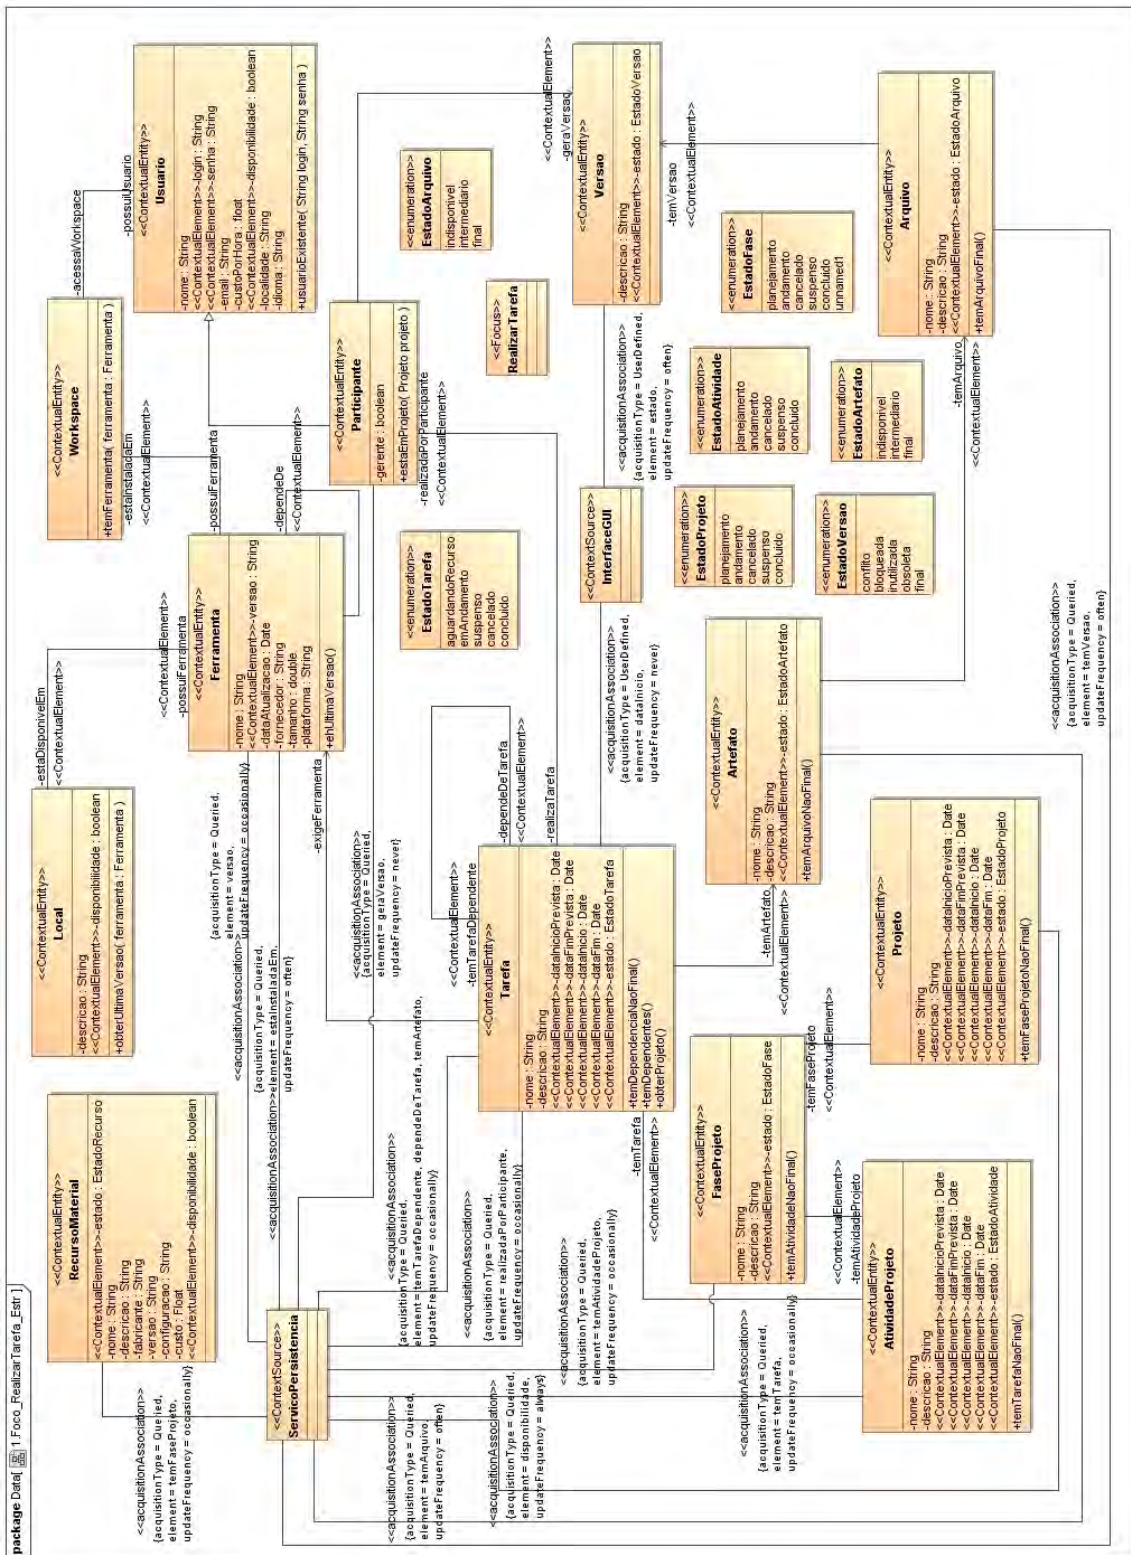 package Data[ 1.Foco_RealizarTarefa_Estr]
<<ContextualEntity>>
RecursoMaterial
<<ContextualElement>>-estado : EstadoRecurso
-nome : String
-descricao : String
-fabricante : String
-versão : String
-configuracao : String
-custo : Float
<<ContextualElement>>-disponibilidade : boolean
<<ContextualEntity>>
Local
-descricao : String
<<ContextualElement>>-disponibilidade : boolean
+obterUltimaVersao( ferramenta : Ferramenta )
-estaDisponivelEm
<<ContextualElement>>
<<ContextualElement>>
-possuiFerramenta
<<ContextualEntity>>
Ferramenta
-nome : String
<<ContextualElement>>-versao : String
-dataAtualizacao : Date
-fornecedor : String
-tamanho : double
-plataforma : String
+ehUltimaVersao()
-possuiFerramenta
-dependeDe
<<ContextualElement>>
<<ContextualEntity>>
Workspace
+temFerramenta( ferramenta : Ferramenta )
-estaInstaladaEm
<<ContextualElement>>
-acessaWorkspace
-possuiUsuario
<<ContextualEntity>>
Usuario
-nome : String
<<ContextualElement>>-login : String
<<ContextualElement>>-senha : String
-email : String
-custoPorHora : float
<<ContextualElement>>-disponibilidade : boolean
-localidade : String
-idioma : String
+usuarioExistente( String login, String senha )
<<acquisitionAssociation>>
{acquisitionType = Queried,
element = temFaseProjeto,
updateFrequency = occasionally}
<<ContextSource>>
ServicoPersistencia
<<acquisitionAssociation>>
{acquisitionType = Queried,
element = versao,
updateFrequency = occasionally}
<<acquisitionAssociation>>element = estaInstaladaEm,
{acquisitionType = Queried,
updateFrequency = often}
<<acquisitionAssociation>>
{acquisitionType = Queried,
element = geraVersao,
updateFrequency = never}
-exigeFerramenta
<<enumeration>>
EstadoTarefa
aguardandoRecurso
emAndamento
suspenso
cancelado
concluido
<<ContextualEntity>>
Participante
-gerente : boolean
+estaEmProjeto( Projeto projeto )
-realizadaPorParticipante
<<ContextualElement>>
<<enumeration>>
EstadoArquivo
indisponivel
intermediario
final
<<Focus>>
RealizarTarefa
<<acquisitionAssociation>>
{acquisitionType = Queried,
element = temTarefaDependente, dependeDeTarefa, temArtefato
updateFrequency = occasionally}
<<acquisitionAssociation>>
{acquisitionType = Queried,
element = realizadaPorParticipante,
updateFrequency = occasionally}
<<ContextualElement>>
-temTarefaDependente
<<ContextualEntity>>
Tarefa
-nome : String
-descricao : String
<<ContextualElement>>-dataInicioPrevista : Date
<<ContextualElement>>-dataFimPrevista : Date
<<ContextualElement>>-dataInicio : Date
<<ContextualElement>>-dataFim : Date
<<ContextualElement>>-estado : EstadoTarefa
+temDependenciaNaoFinal()
+temDependentes()
+obterProjeto()
-dependeDeTarefa
<<ContextualElement>>
-realizaTarefa
<<acquisitionAssociation>>
{acquisitionType = UserDefined,
element = dataInicio,
updateFrequency = never}
<<ContextSource>>
InterfaceGUI
<<acquisitionAssociation>>
{acquisitionType = UserDefined,
element = estado,
updateFrequency = often}
<<ContextualElement>>
-geraVersao
<<ContextualEntity>>
Versao
-descricao : String
<<ContextualElement>>-estado : EstadoVersao
-temVersao
<<ContextualElement>>
<<acquisitionAssociation>>
{acquisitionType = Queried,
element = temArquivo,
updateFrequency = often}
<<acquisitionAssociation>>
{acquisitionType = Queried,
element = disponibilidade,
updateFrequency = always}
<<acquisitionAssociation>>
{acquisitionType = Queried,
element = temAtividadeProjeto,
updateFrequency = occasionally}
-temTarefa
<<ContextualElement>>
<<ContextualEntity>>
FaseProjeto
-nome : String
-descricao : String
<<ContextualElement>>-estado : EstadoFase
+temAtividadeNaoFinal()
-temFaseProjeto
<<ContextualElement>>
-temArtefato
<<ContextualElement>>
<<ContextualEntity>>
Artefato
-nome : String
-descricao : String
<<ContextualElement>>-estado : EstadoArtefato
+temArquivoNaoFinal()
<<enumeration>>
EstadoProjeto
planejamento
andamento
cancelado
suspenso
concluido
<<enumeration>>
EstadoAtividade
planejamento
andamento
cancelado
suspenso
concluido
<<enumeration>>
EstadoFase
planejamento
andamento
cancelado
suspenso
concluido
unnamed1
<<enumeration>>
EstadoVersao
conflito
bloqueada
inutilizada
obsoleta
final
<<enumeration>>
EstadoArtefato
indisponivel
intermediario
final
<<acquisitionAssociation>>
{acquisitionType = Queried,
element = temTarefa,
updateFrequency = occasionally}
<<ContextualElement>>
-temAtividadeProjeto
<<ContextualEntity>>
AtividadeProjeto
-nome : String
-descricao : String
<<ContextualElement>>-dataInicioPrevista : Date
<<ContextualElement>>-dataFimPrevista : Date
<<ContextualElement>>-dataInicio : Date
<<ContextualElement>>-dataFim : Date
<<ContextualElement>>-estado : EstadoAtividade
+temTarefaNaoFinal()
<<ContextualEntity>>
Projeto
-nome : String
-descricao : String
<<ContextualElement>>-dataInicioPrevista : Date
<<ContextualElement>>-dataFimPrevista : Date
<<ContextualElement>>-dataInicio : Date
<<ContextualElement>>-dataFim : Date
<<ContextualElement>>-estado : EstadoProjeto
+temFaseProjetoNaoFinal()
-temArquivo
<<ContextualElement>>
<<ContextualEntity>>
Arquivo
-nome : String
-descricao : String
<<ContextualElement>>-estado : EstadoArquivo
+temArquivoFinal()
<<acquisitionAssociation>>
{acquisitionType = Queried,
element = temVersao,
updateFrequency = often}